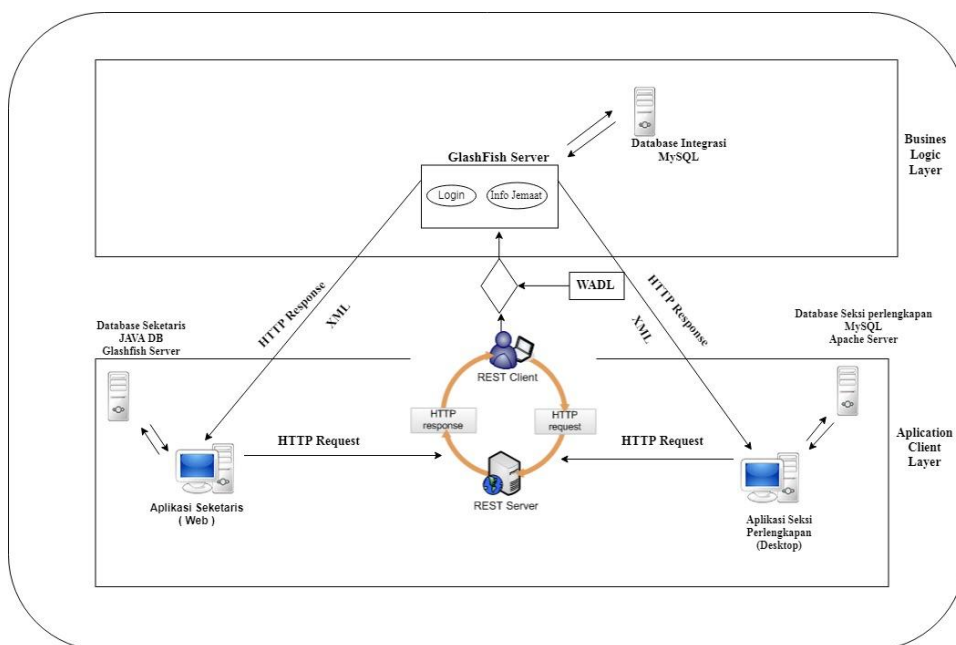 Database Integrasi
MySQL
Busines
Logic
Layer
GlashFish Server
Login
Info Jemaat
WADL
HTTP Response
XML
HTTP Response
XML
Database Seketaris
JAVA DB
Glashfish Server
Database Seksi perlengkapan
MySQL
Apache Server
REST Client
HTTP
response
HTTP
request
HTTP Request
HTTP Request
Aplication
Client
Layer
REST Server
Aplikasi Seketaris
( Web )
Aplikasi Seksi
Perlengkapan
(Desktop)